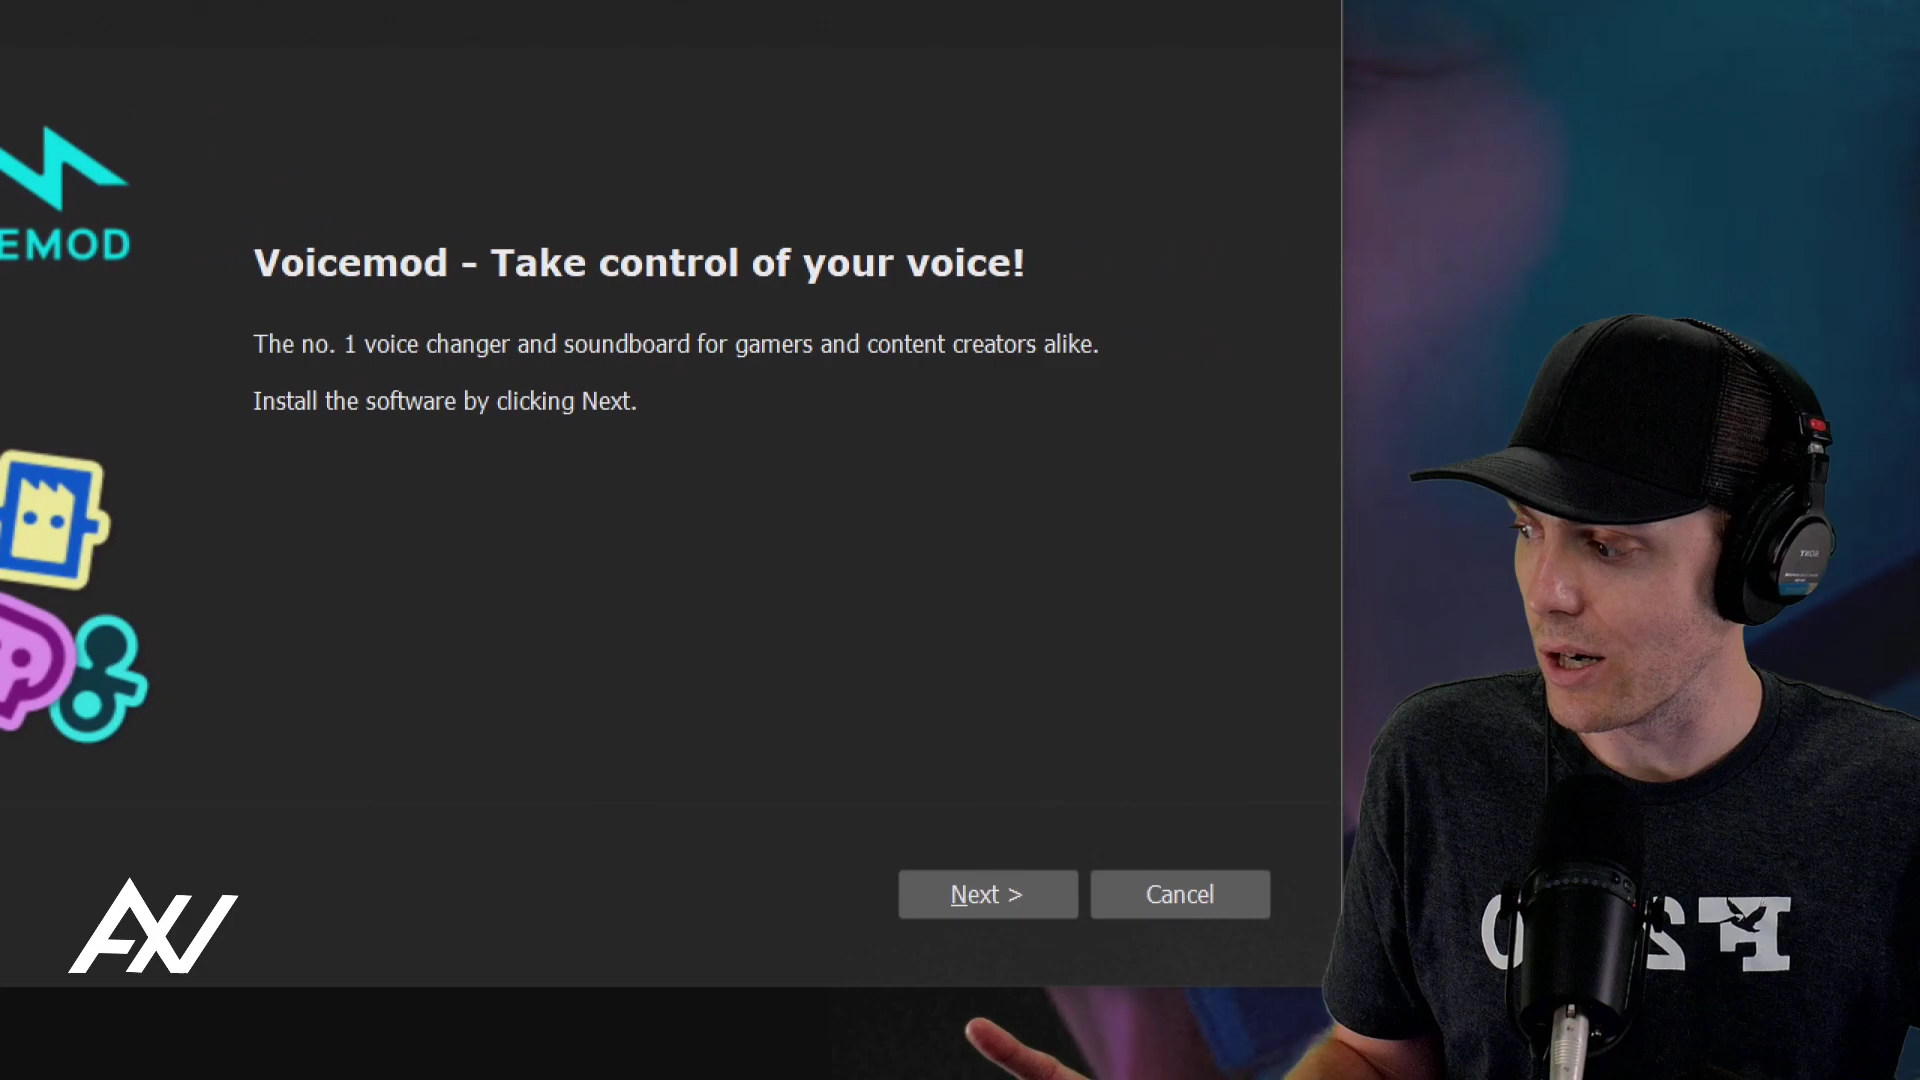 EMOD
Voicemod - Take control of your voice!
The no. 1 voice changer and soundboard for gamers and content creators alike.
Install the software by clicking Next.
Next >
Cancel
SONY